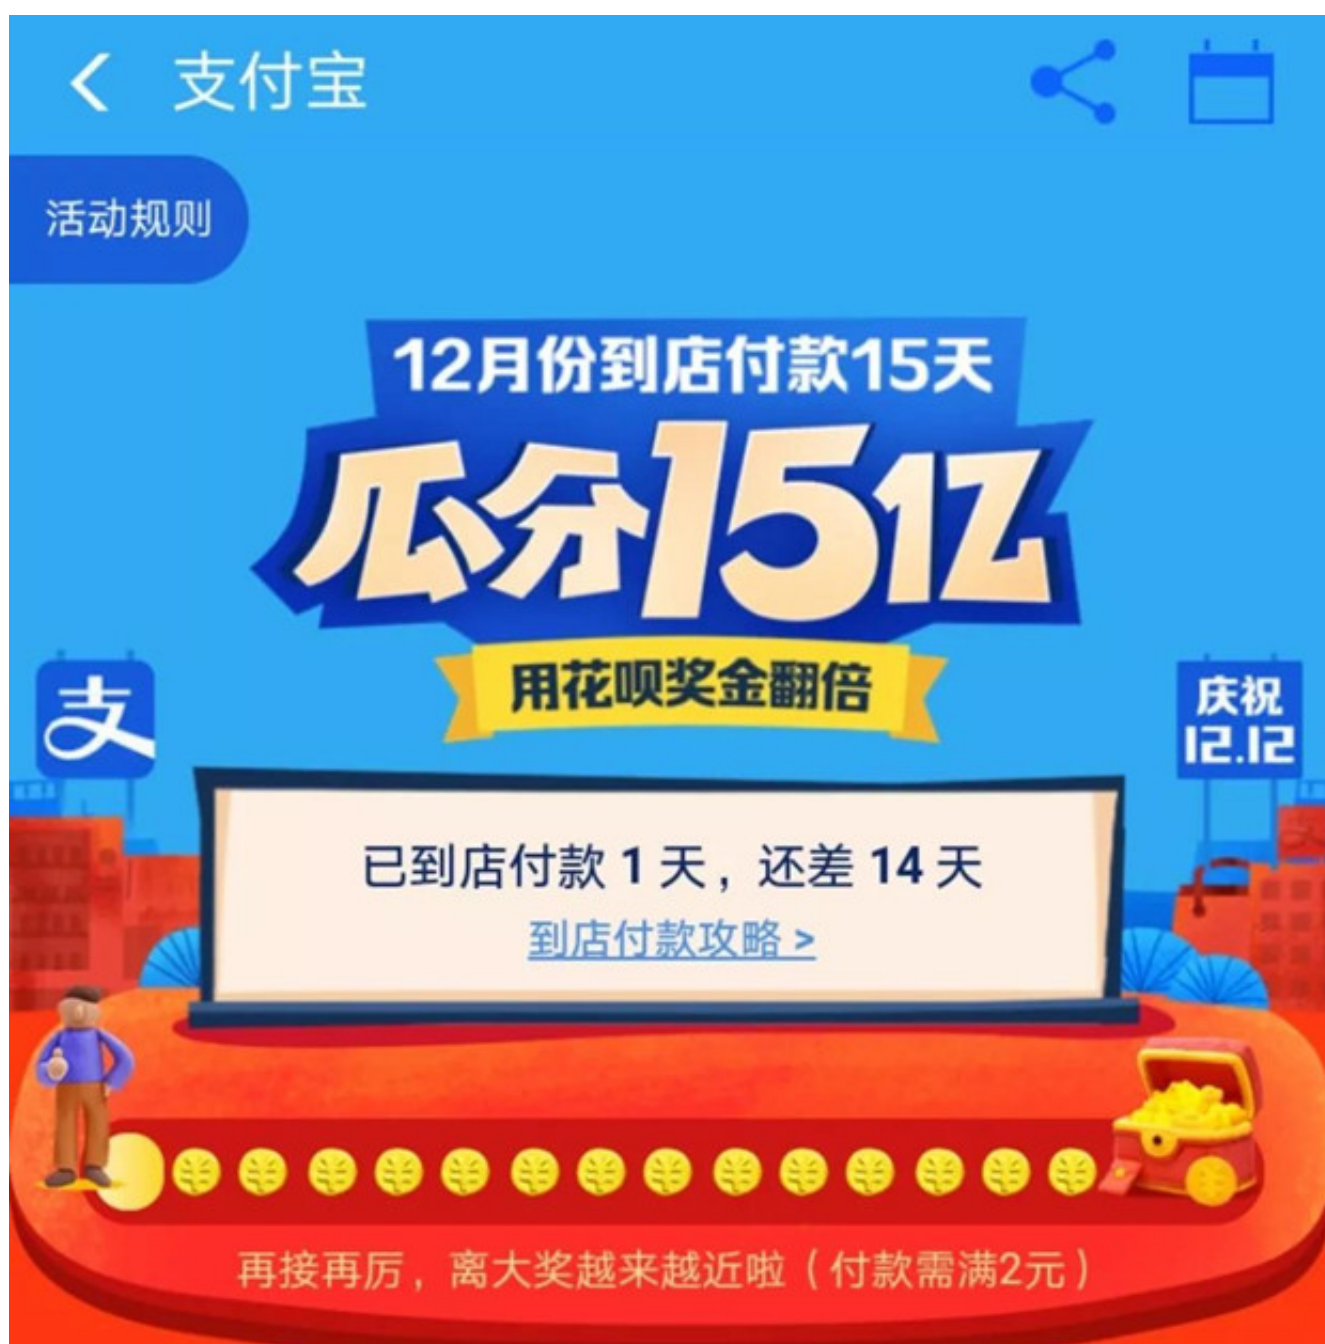 支付宝
活动规则
12月份到店付款15天
瓜分15亿
用花呗奖金翻倍
支
庆祝
12.12
已到店付款 1 天，还差 14 天
到店付款攻略 >
再接再厉，离大奖越来越近啦（付款需满2元）